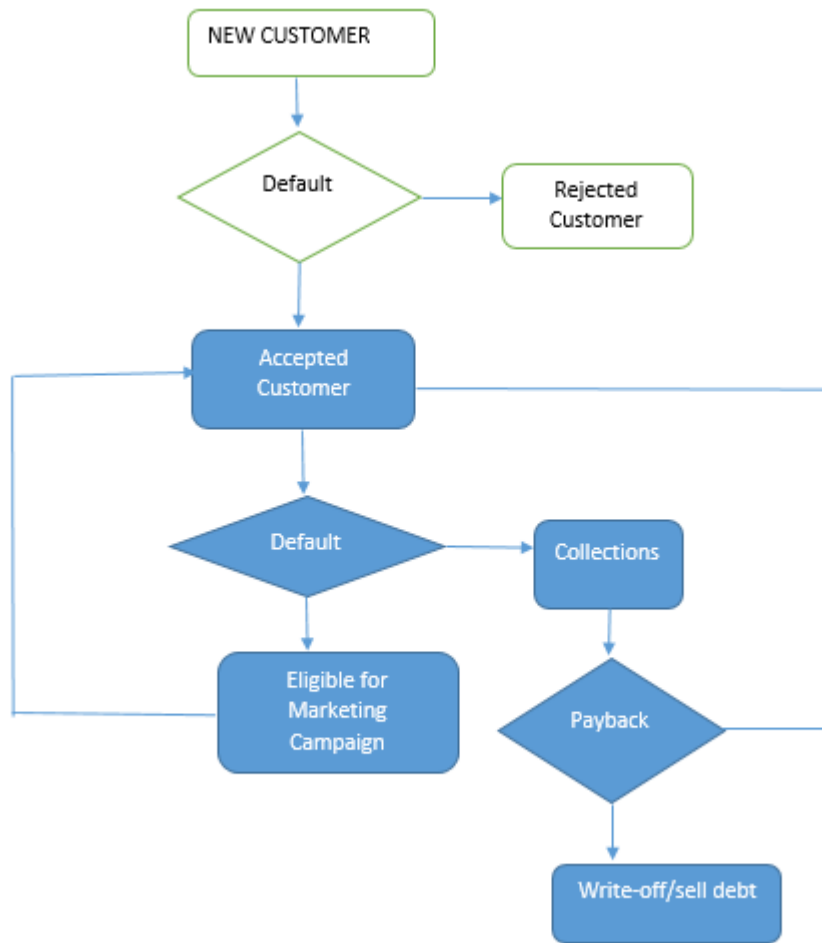 NEW CUSTOMER
Default
Rejected
Customer
Accepted
Customer
Default
Collections
Eligible for
Marketing
Campaign
Payback
Write-off/sell debt